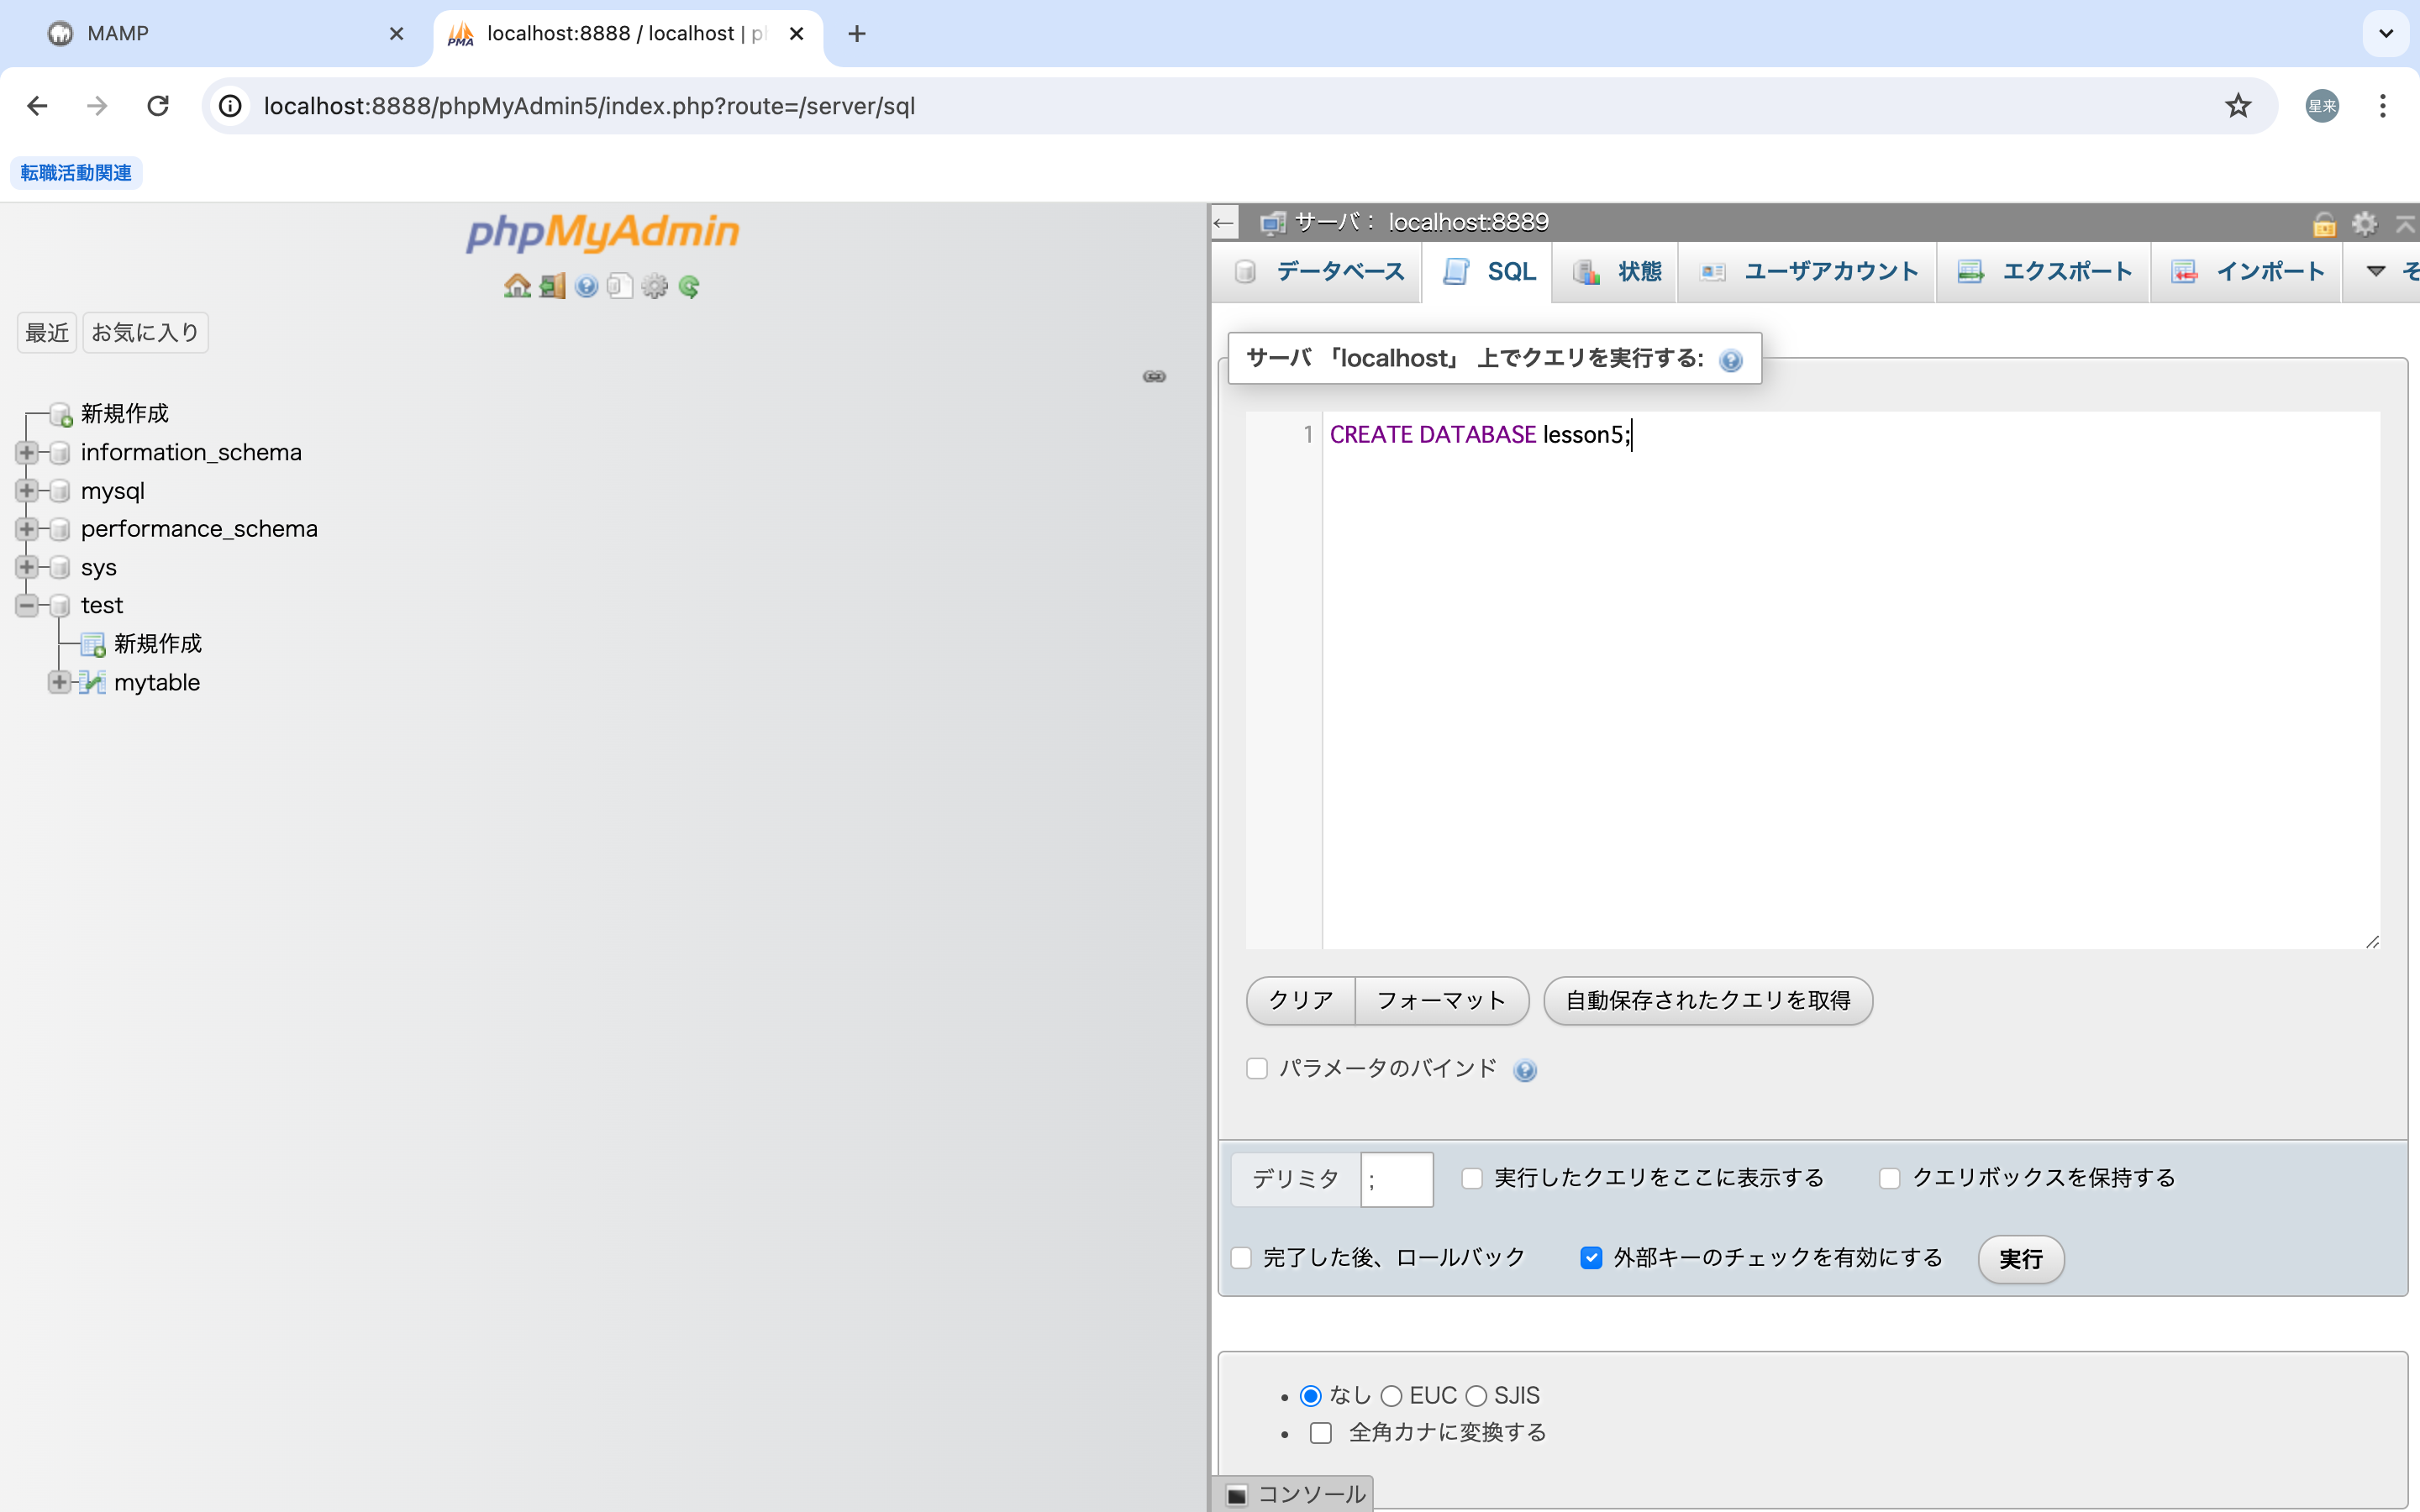 MAMP
localhost:8888 / localhost | p
localhost:8888/phpMyAdmin5/index.php?route=/server/sql
星来
転職活動関連
phpMyAdmin
最近 お気に入り
新規作成
information_schema
mysql
performance_schema
sys
test
新規作成
mytable
← サーバ： localhost:8889
データベース SQL 状態 ユーザアカウント エクスポート インポート そ
サーバ 「localhost」 上でクエリを実行する:
1 CREATE DATABASE lesson5;
クリア フォーマット 自動保存されたクエリを取得
パラメータのバインド
デリミタ ; 実行したクエリをここに表示する クエリボックスを保持する
完了した後、ロールバック 外部キーのチェックを有効にする 実行
• なし EUC SJIS
• 全角カナに変換する
コンソール